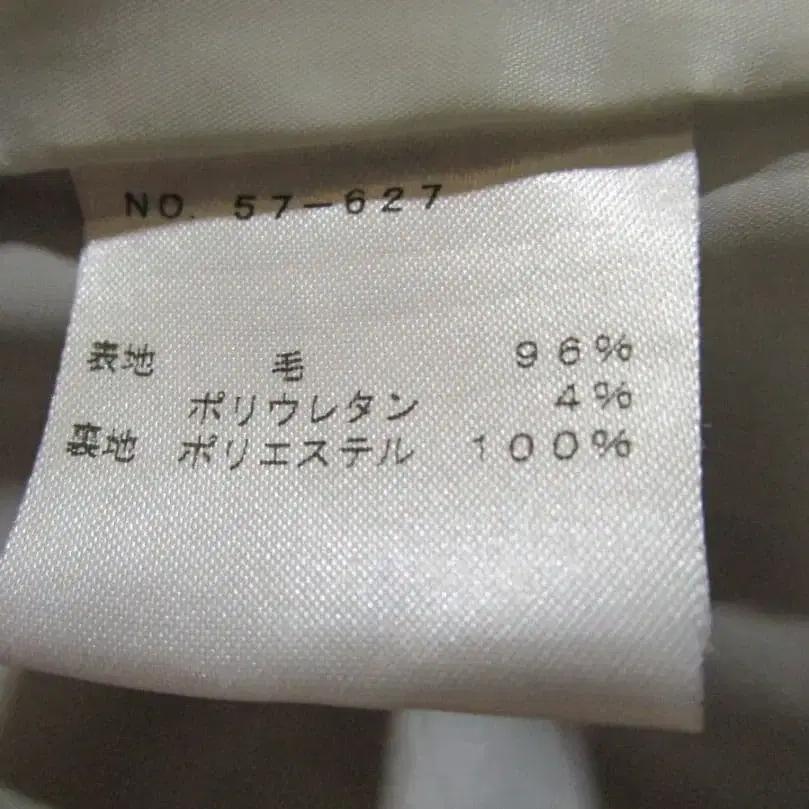 NO. 57-627
表地 毛 96%
ポリウレタン 4%
裏地 ポリエステル 100%